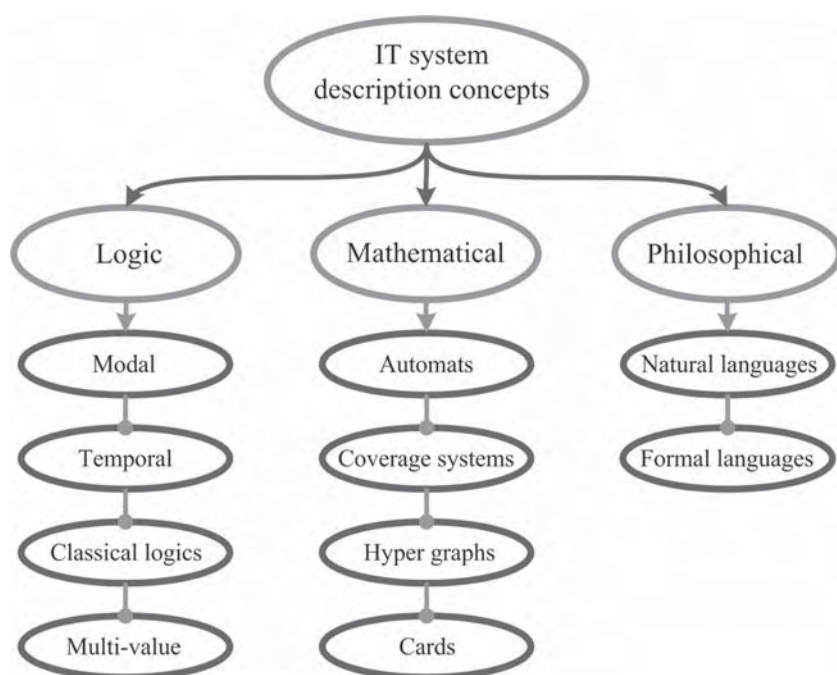 IT system
description concepts
Logic
Mathematical
Philosophical
Modal
Automats
Natural languages
Temporal
Coverage systems
Formal languages
Classical logics
Hyper graphs
Multi-value
Cards